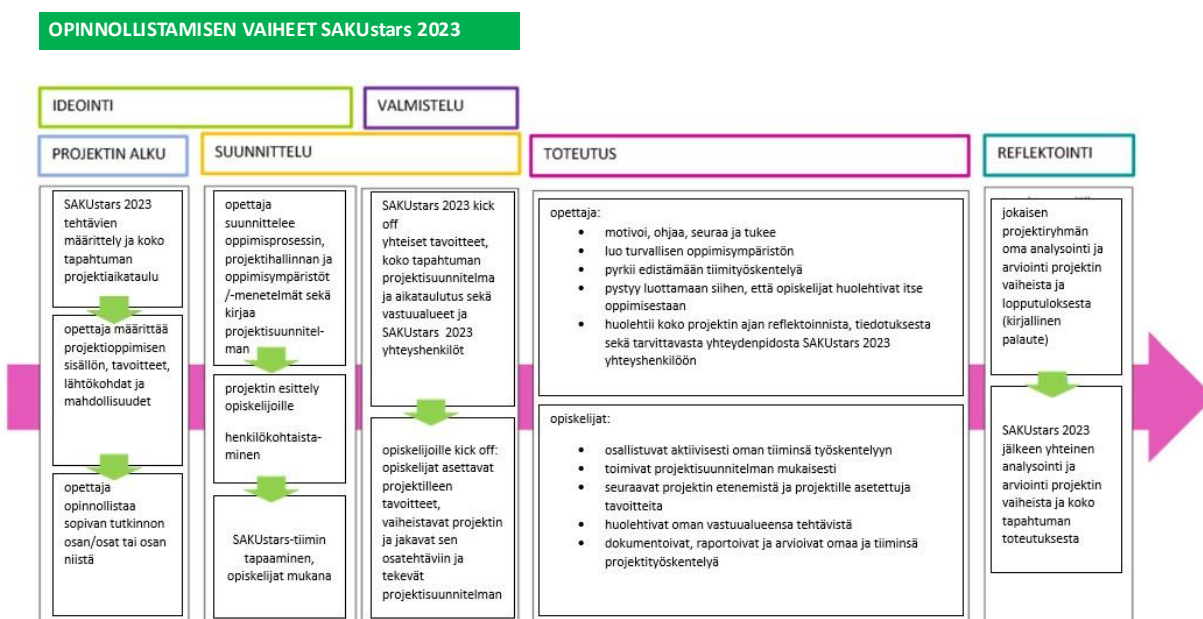 OPINNOLLISTAMISEN VAIHEET SAKUstars 2023
IDEOINTI
VALMISTELU
PROJEKTIN ALKU
SUUNNITTELU
TOTEUTUS
REFLEKTOINTI
SAKUstars 2023
tehtävien
määrittely ja koko
tapahtuman
projektiaikataulu
opettaja määrittää
projektioppimisen
sisällön, tavoitteet,
lähtökohdat ja
mahdollisuudet
opettaja
opinnollistaa
sopivan tutkinnon
osan/osat tai osan
niistä
opettaja
suunnittelee
oppimisprosessin,
projektihallinnan ja
oppimisympäristöt
/-menetelmät sekä
kirjaa
projektisuunnitel-
man
projektin esittely
opiskelijoille
henkilökohtaista-
minen
SAKUstars-tiimin
tapaaminen,
opiskelijat mukana
SAKUstars 2023 kick
off
yhteiset tavoitteet,
koko tapahtuman
projektisuunnitelma
ja aikataulutus sekä
vastuualueet ja
SAKUstars 2023
yhteyshenkilöt
opiskelijoille kick off:
opiskelijat asettavat
projektilleen
tavoitteet,
vaiheistavat projektin
ja jakavat sen
osatehtäviin ja
tekevät
projektisuunnitelman
opettaja:
• motivoi, ohjaa, seuraa ja tukee
• luo turvallisen oppimisympäristön
• pyrkii edistämään tiimityöskentelyä
• pystyy luottamaan siihen, että opiskelijat huolehtivat itse
oppimisestaan
• huolehtii koko projektin ajan reflektoinnista, tiedotuksesta
sekä tarvittavasta yhteydenpidosta SAKUstars 2023
yhteyshenkilöön
opiskelijat:
• osallistuvat aktiivisesti oman tiiminsä työskentelyyn
• toimivat projektisuunnitelman mukaisesti
• seuraavat projektin etenemistä ja projektille asetettuja
tavoitteita
• huolehtivat oman vastuualueensa tehtävistä
• dokumentoivat, raportoivat ja arvioivat omaa ja tiiminsä
projektityöskentelyä
jokaisen
projektiryhmän
oma analysointi ja
arviointi projektin
vaiheista ja
lopputuloksesta
(kirjallinen
palaute)
SAKUstars 2023
jälkeen yhteinen
analysointi ja
arviointi projektin
vaiheista ja koko
tapahtuman
toteutuksesta